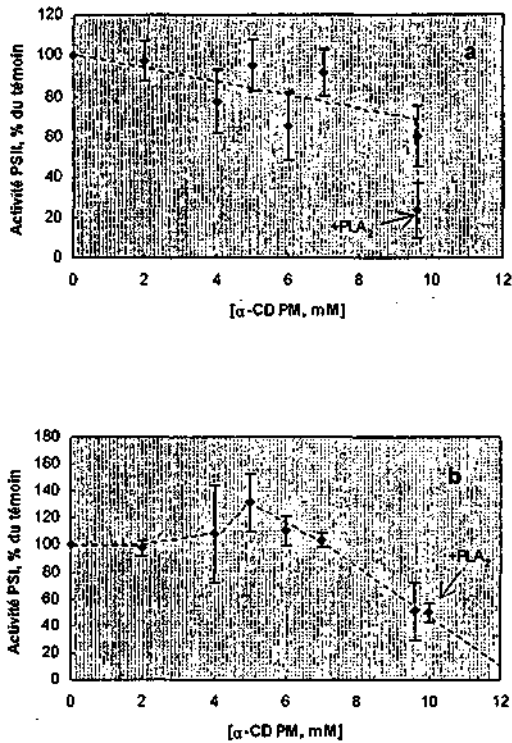 120
100
80
60
40
20
0
Activité PSII, % du témoin
a
+PLA₂
0 2 4 6 8 10 12
[α-CD PM, mM]
180
160
140
120
100
80
60
40
20
0
Activité PSI, % du témoin
b
+PLA₂
0 2 4 6 8 10 12
[α-CD PM, mM]